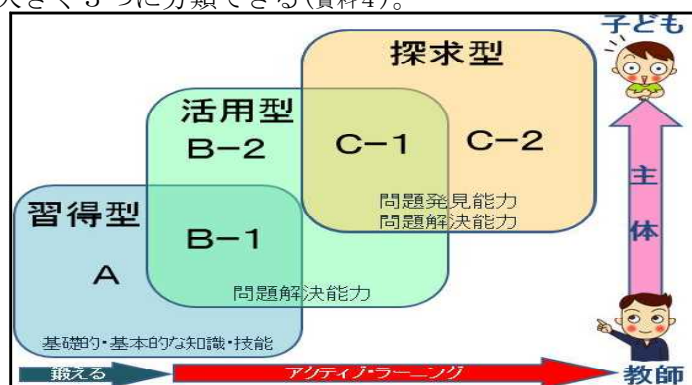 大きく3つに分類できる(資料4)。
子ども
探求型
活用型
B-2
C-1
C-2
主
体
問題発見能力
問題解決能力
習得型
B-1
A
問題解決能力
基礎的・基本的な知識・技能
鍛える
アクティブ・ラーニング
教師